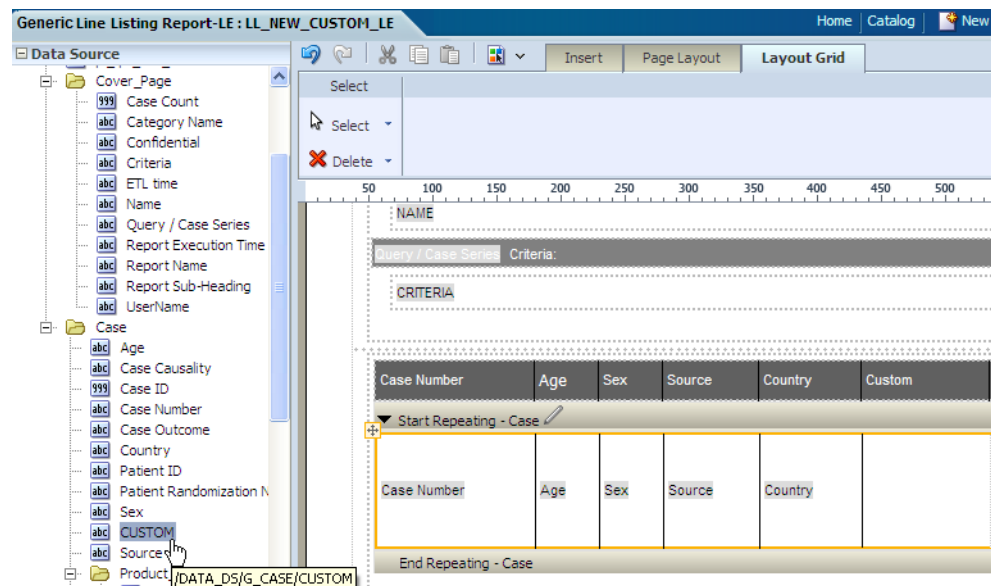 Generic Line Listing Report-LE : LL_NEW_CUSTOM_LE
Home Catalog New
Data Source
Insert Page Layout Layout Grid
Select
Select
Delete
Cover_Page
999 Case Count
abc Category Name
abc Confidential
abc Criteria
abc ETL time
abc Name
abc Query / Case Series
abc Report Execution Time
abc Report Name
abc Report Sub-Heading
abc UserName
Case
abc Age
abc Case Causality
999 Case ID
abc Case Number
abc Case Outcome
abc Country
abc Patient ID
abc Patient Randomization N
abc Sex
abc CUSTOM
abc Source
Product
/DATA_DS/G_CASE/CUSTOM
50 100 150 200 250 300 350 400 450 500
NAME
Query / Case Series Criteria:
CRITERIA
Case Number Age Sex Source Country Custom
Start Repeating - Case
Case Number Age Sex Source Country
End Repeating - Case